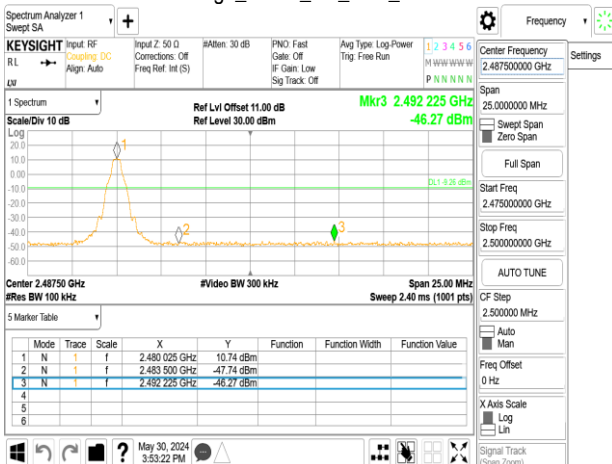 Spectrum Analyzer 1
Swept SA
Frequency
KEYSIGHT
RL
Input: RF
Coupling: DC
Align: Auto
Input Z: 50 Ω
Corrections: Off
Freq Ref: Int (S)
#Atten: 30 dB
PNO: Fast
Gate: Off
IF Gain: Low
Sig Track: Off
Avg Type: Log-Power
Trig: Free Run
1 2 3 4 5 6
M W W W W W
P N N N N N
Center Frequency
2.487500000 GHz
Settings
Span
25.0000000 MHz
Swept Span
Zero Span
Full Span
Start Freq
2.475000000 GHz
Stop Freq
2.500000000 GHz
AUTO TUNE
CF Step
2.500000 MHz
Auto
Man
Freq Offset
0 Hz
X Axis Scale
Log
Lin
Signal Track
(Span Zoom)
1 Spectrum
Scale/Div 10 dB
Ref Lvl Offset 11.00 dB
Ref Level 30.00 dBm
Mkr3 2.492 225 GHz
-46.27 dBm
Log
20.0
10.0
0.00
-10.0
-20.0
-30.0
-40.0
-50.0
-60.0
1
2
3
DL1 -9.26 dBm
Center 2.48750 GHz
#Res BW 100 kHz
#Video BW 300 kHz
Span 25.00 MHz
Sweep 2.40 ms (1001 pts)
5 Marker Table
Mode Trace Scale X Y Function Function Width Function Value
1 N 1 f 2.480 025 GHz 10.74 dBm
2 N 1 f 2.483 500 GHz -47.74 dBm
3 N 1 f 2.492 225 GHz -46.27 dBm
4
5
6
?
May 30, 2024
3:53:22 PM